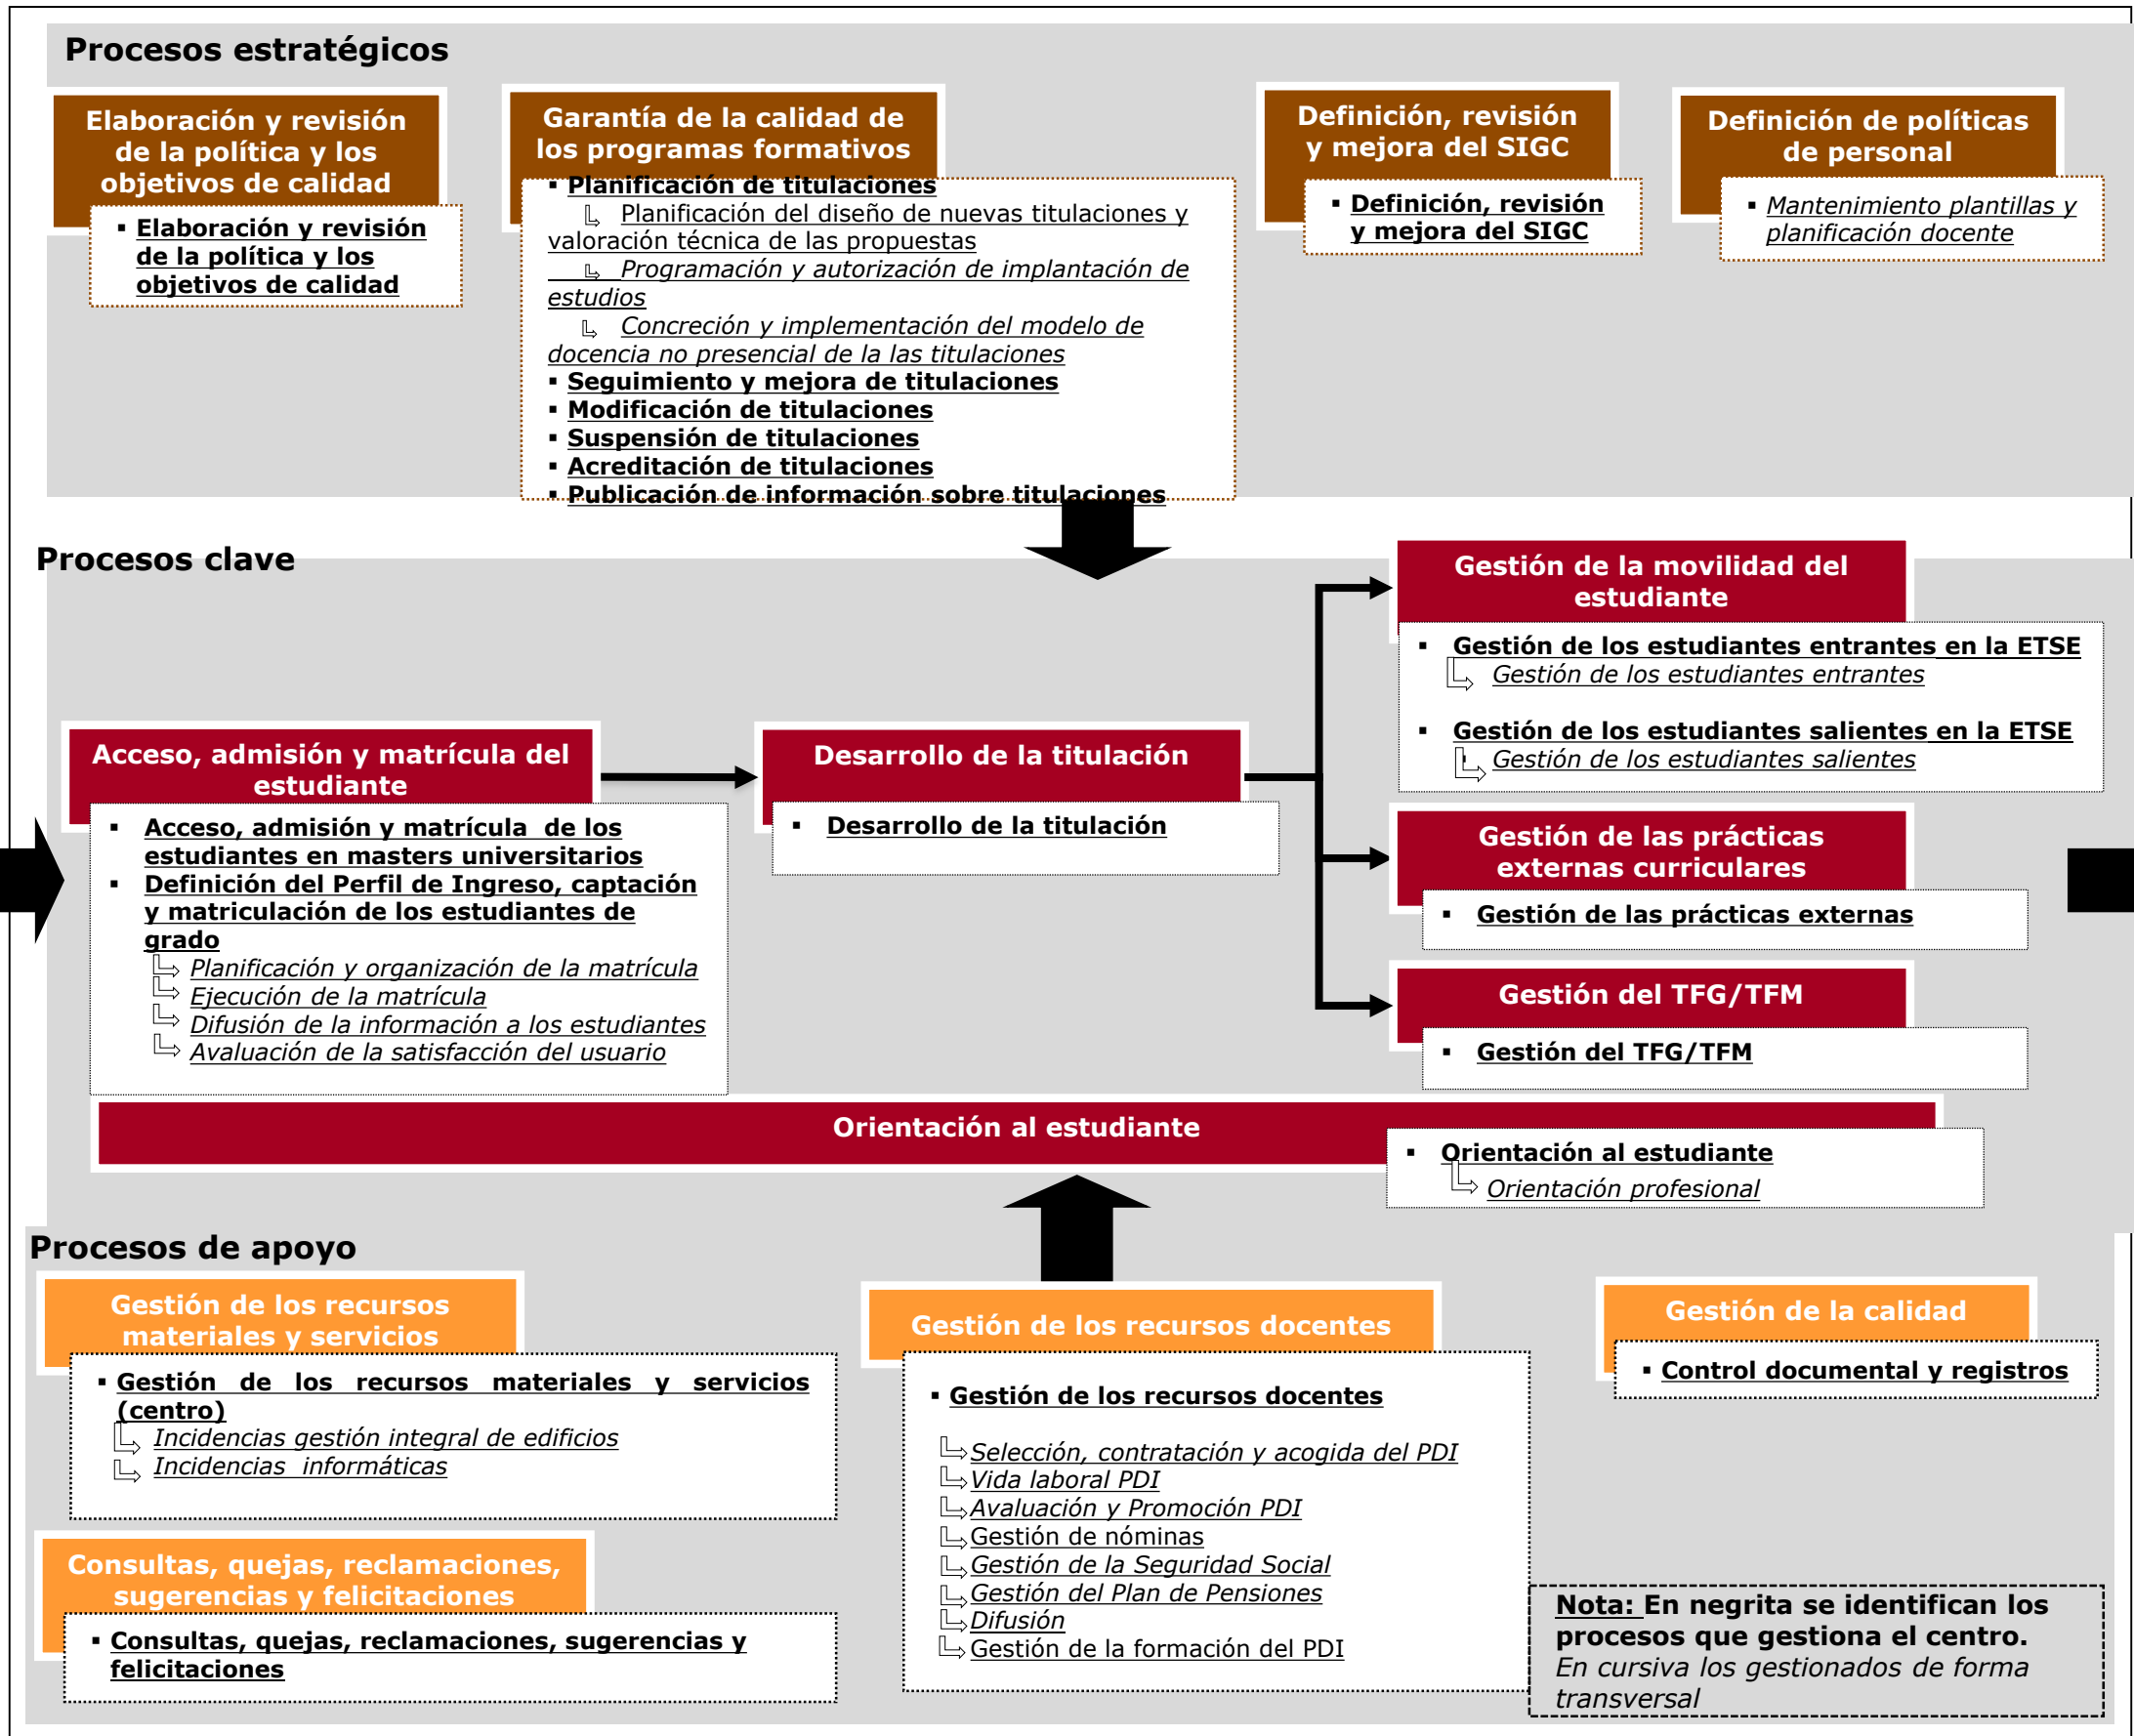 Procesos estratégicos
Elaboración y revisión
de la política y los
objetivos de calidad
▪ Elaboración y revisión
de la política y los
objetivos de calidad
Garantía de la calidad de
los programas formativos
▪ Planificación de titulaciones
Planificación del diseño de nuevas titulaciones y
valoración técnica de las propuestas
Programación y autorización de implantación de
estudios
Concreción y implementación del modelo de
docencia no presencial de la las titulaciones
▪ Seguimiento y mejora de titulaciones
▪ Modificación de titulaciones
▪ Suspensión de titulaciones
▪ Acreditación de titulaciones
▪ Publicación de información sobre titulaciones
Definición, revisión
y mejora del SIGC
▪ Definición, revisión
y mejora del SIGC
Definición de políticas
de personal
▪ Mantenimiento plantillas y
planificación docente
Procesos clave
Acceso, admisión y matrícula del
estudiante
▪ Acceso, admisión y matrícula de los
estudiantes en masters universitarios
▪ Definición del Perfil de Ingreso, captación
y matriculación de los estudiantes de
grado
Planificación y organización de la matrícula
Ejecución de la matrícula
Difusión de la información a los estudiantes
Avaluación de la satisfacción del usuario
Desarrollo de la titulación
▪ Desarrollo de la titulación
Gestión de la movilidad del
estudiante
▪ Gestión de los estudiantes entrantes en la ETSE
Gestión de los estudiantes entrantes
▪ Gestión de los estudiantes salientes en la ETSE
Gestión de los estudiantes salientes
Gestión de las prácticas
externas curriculares
▪ Gestión de las prácticas externas
Gestión del TFG/TFM
▪ Gestión del TFG/TFM
Orientación al estudiante
▪ Orientación al estudiante
Orientación profesional
Procesos de apoyo
Gestión de los recursos
materiales y servicios
▪ Gestión de los recursos materiales y servicios
(centro)
Incidencias gestión integral de edificios
Incidencias informáticas
Consultas, quejas, reclamaciones,
sugerencias y felicitaciones
▪ Consultas, quejas, reclamaciones, sugerencias y
felicitaciones
Gestión de los recursos docentes
▪ Gestión de los recursos docentes
Selección, contratación y acogida del PDI
Vida laboral PDI
Avaluación y Promoción PDI
Gestión de nóminas
Gestión de la Seguridad Social
Gestión del Plan de Pensiones
Difusión
Gestión de la formación del PDI
Gestión de la calidad
▪ Control documental y registros
Nota: En negrita se identifican los
procesos que gestiona el centro.
En cursiva los gestionados de forma
transversal